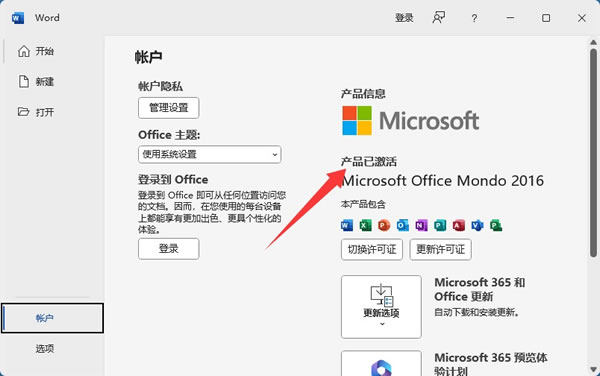 Word
登录
?
开始
新建
打开
帐户
选项
帐户
帐户隐私
管理设置
Office 主题:
使用系统设置
登录到 Office
登录到 Office 即可从任何位置访问您
的文档。因而，在您使用的每台设备
上都能享有更加出色、更具个性化的
体验。
登录
产品信息
Microsoft
产品已激活
Microsoft Office Mondo 2016
本产品包含
切换许可证
更新许可证
更新选项
Microsoft 365 和
Office 更新
自动下载和安装更新。
Microsoft 365 预览体
验计划